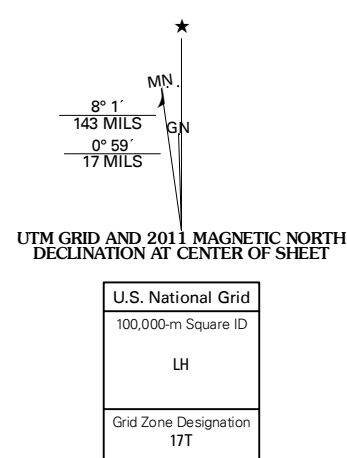 ★
MN
8° 1´
143 MILS
GN
0° 59´
17 MILS
UTM GRID AND 2011 MAGNETIC NORTH
DECLINATION AT CENTER OF SHEET
U.S. National Grid
100,000-m Square ID
LH
Grid Zone Designation
17T